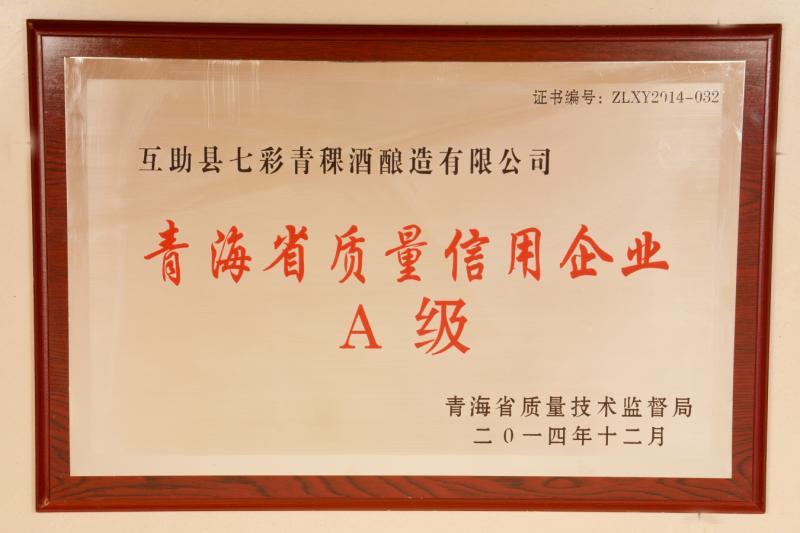 证书编号：ZLXY2014-032
互助县七彩青稞酒酿造有限公司
青海省质量信用企业
A 级
青海省质量技术监督局
二〇一四年十二月